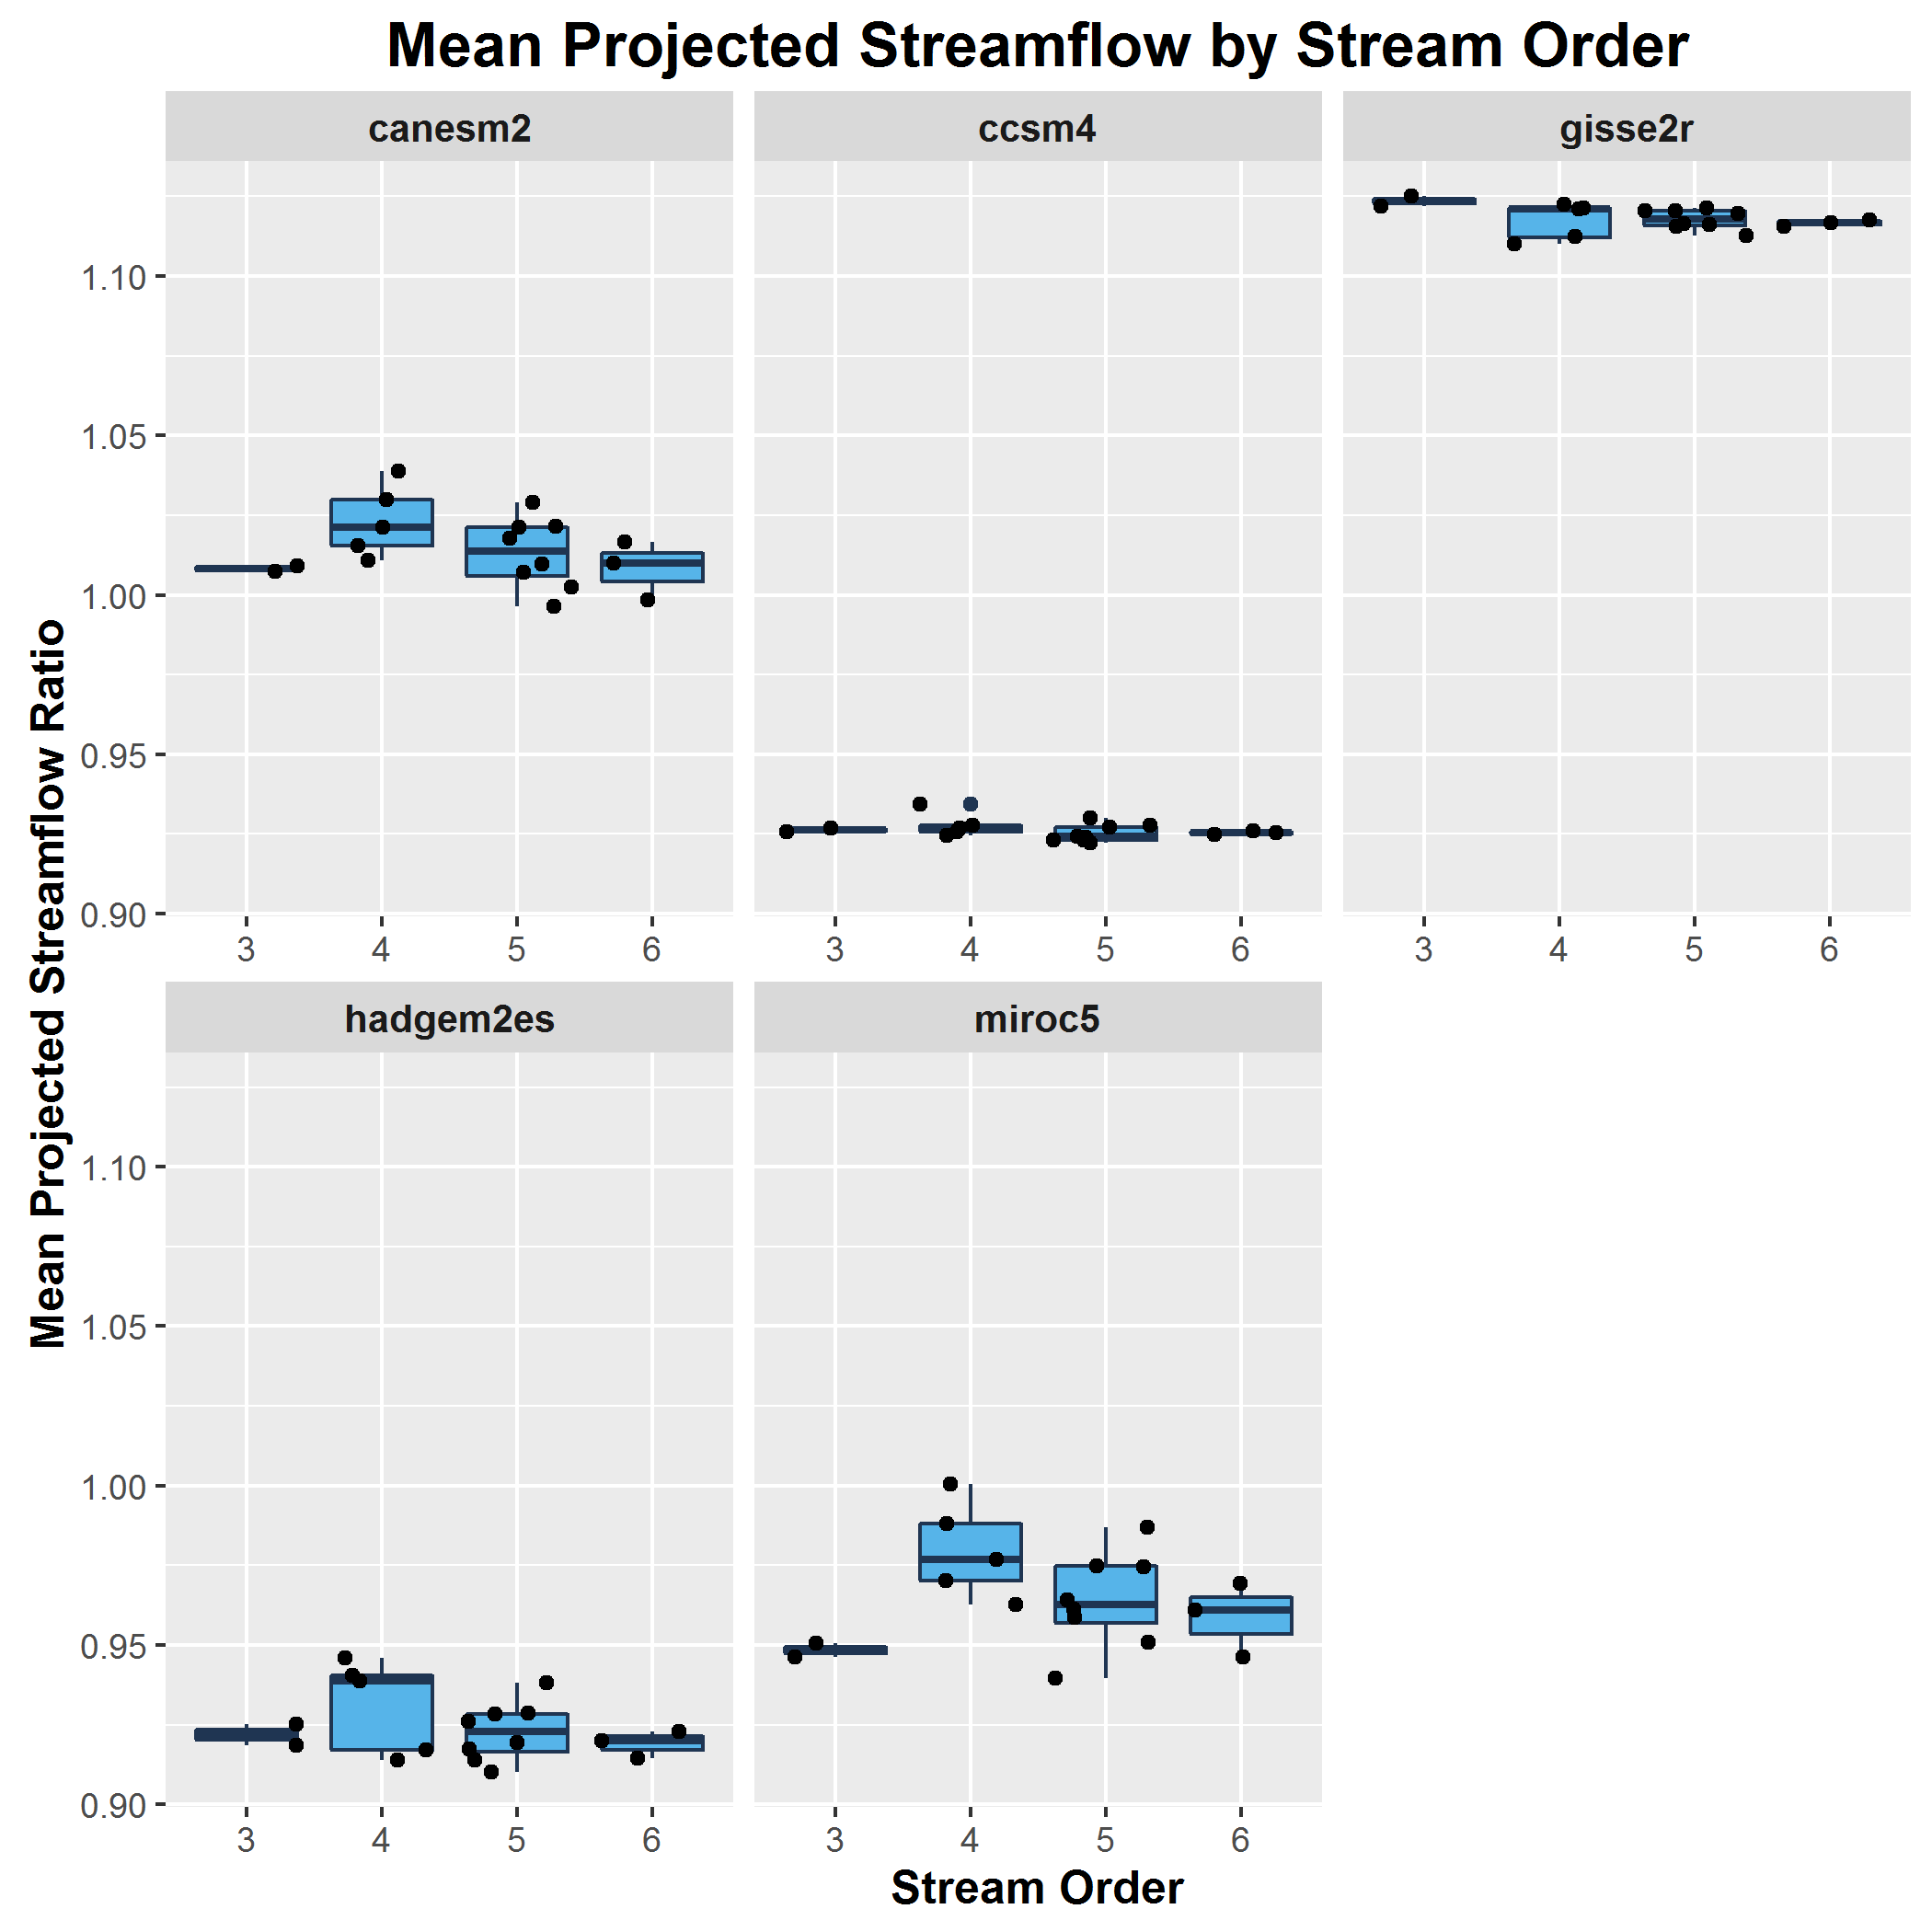 Mean Projected Streamflow by Stream Order
canesm2
ccsm4
gisse2r
1.10
1.05
1.00
0.95
0.90
3 4 5 6
3 4 5 6
3 4 5 6
Mean Projected Streamflow Ratio
hadgem2es
miroc5
1.10
1.05
1.00
0.95
0.90
3 4 5 6
3 4 5 6
Stream Order